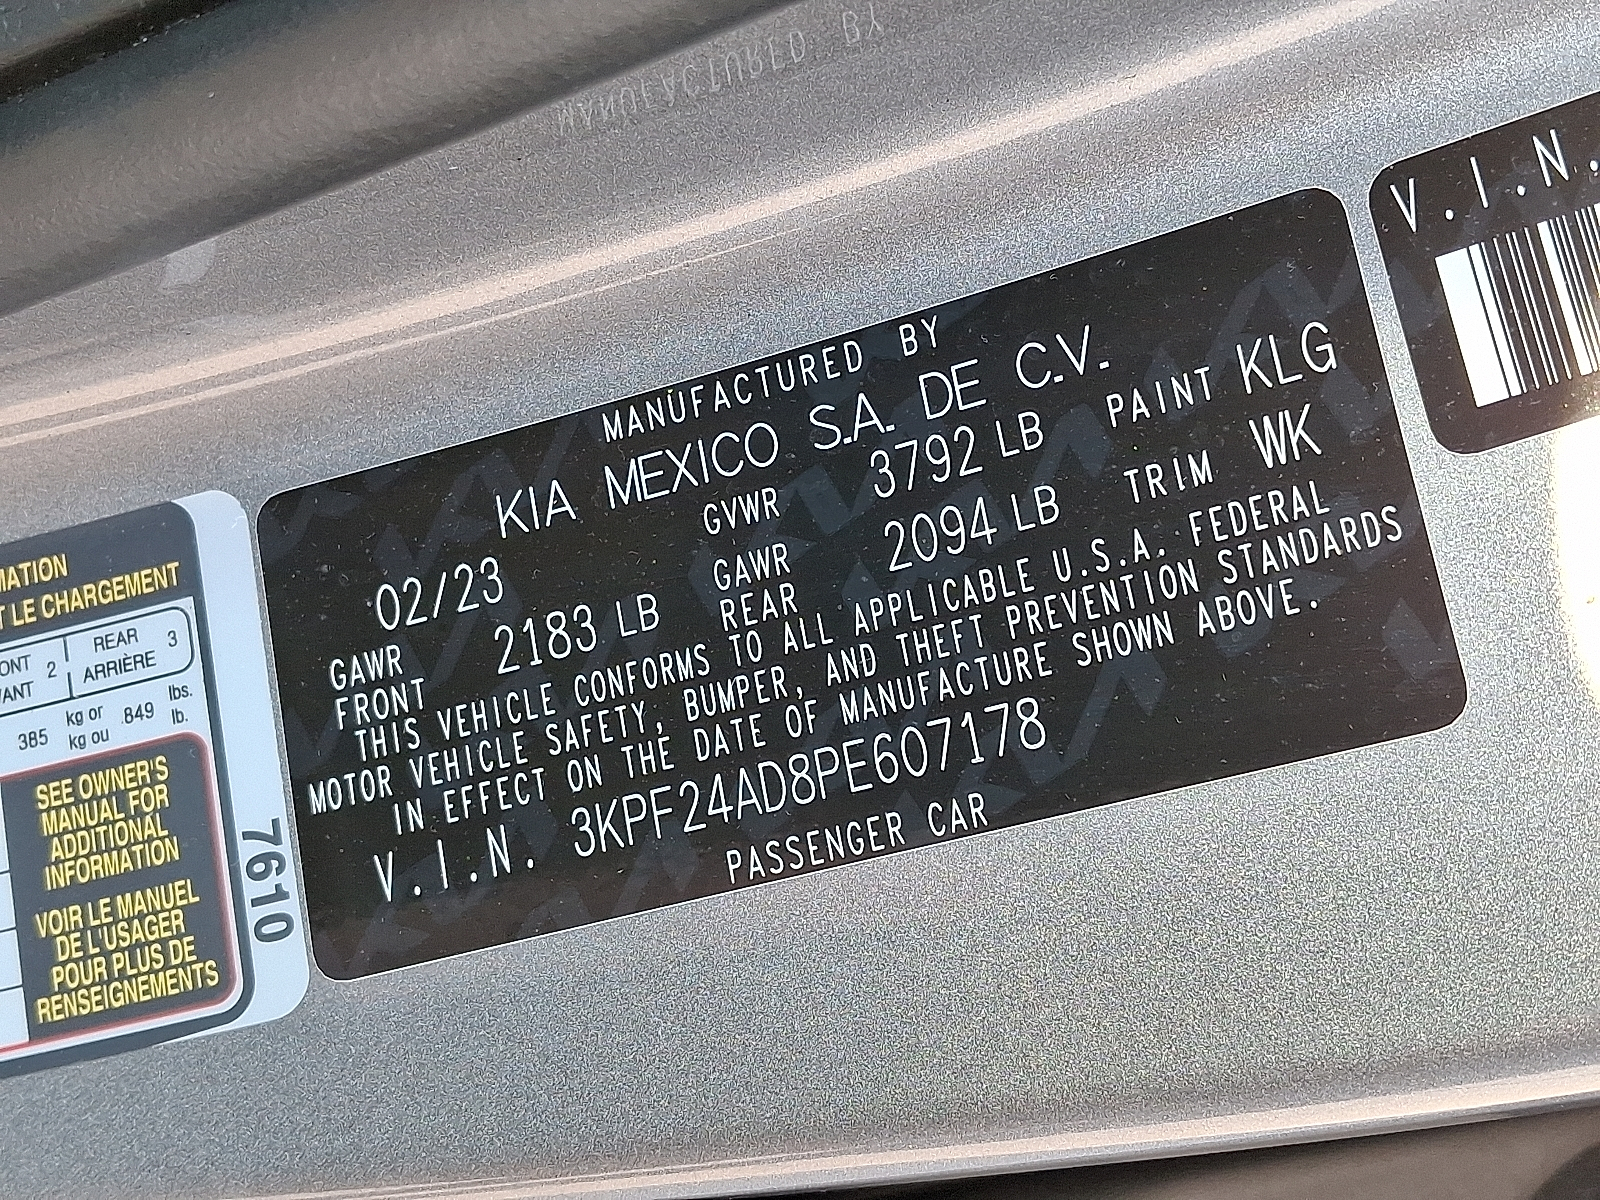 MANUFACTURED BY
MANUFACTURED BY
KIA MEXICO S.A. DE C.V.
02/23 GVWR 3792 LB PAINT KLG
GAWR FRONT 2183 LB GAWR REAR 2094 LB TRIM WK
THIS VEHICLE CONFORMS TO ALL APPLICABLE U.S.A. FEDERAL
MOTOR VEHICLE SAFETY, BUMPER, AND THEFT PREVENTION STANDARDS
IN EFFECT ON THE DATE OF MANUFACTURE SHOWN ABOVE.
V.I.N. 3KPF24AD8PE607178
PASSENGER CAR
V.I.N.
MATION
T LE CHARGEMENT
ONT 2 REAR 3
ANT ARRIÈRE
385 kg or 849 lbs.
kg ou lb.
SEE OWNER'S
MANUAL FOR
ADDITIONAL
INFORMATION
VOIR LE MANUEL
DE L'USAGER
POUR PLUS DE
RENSEIGNEMENTS
7610